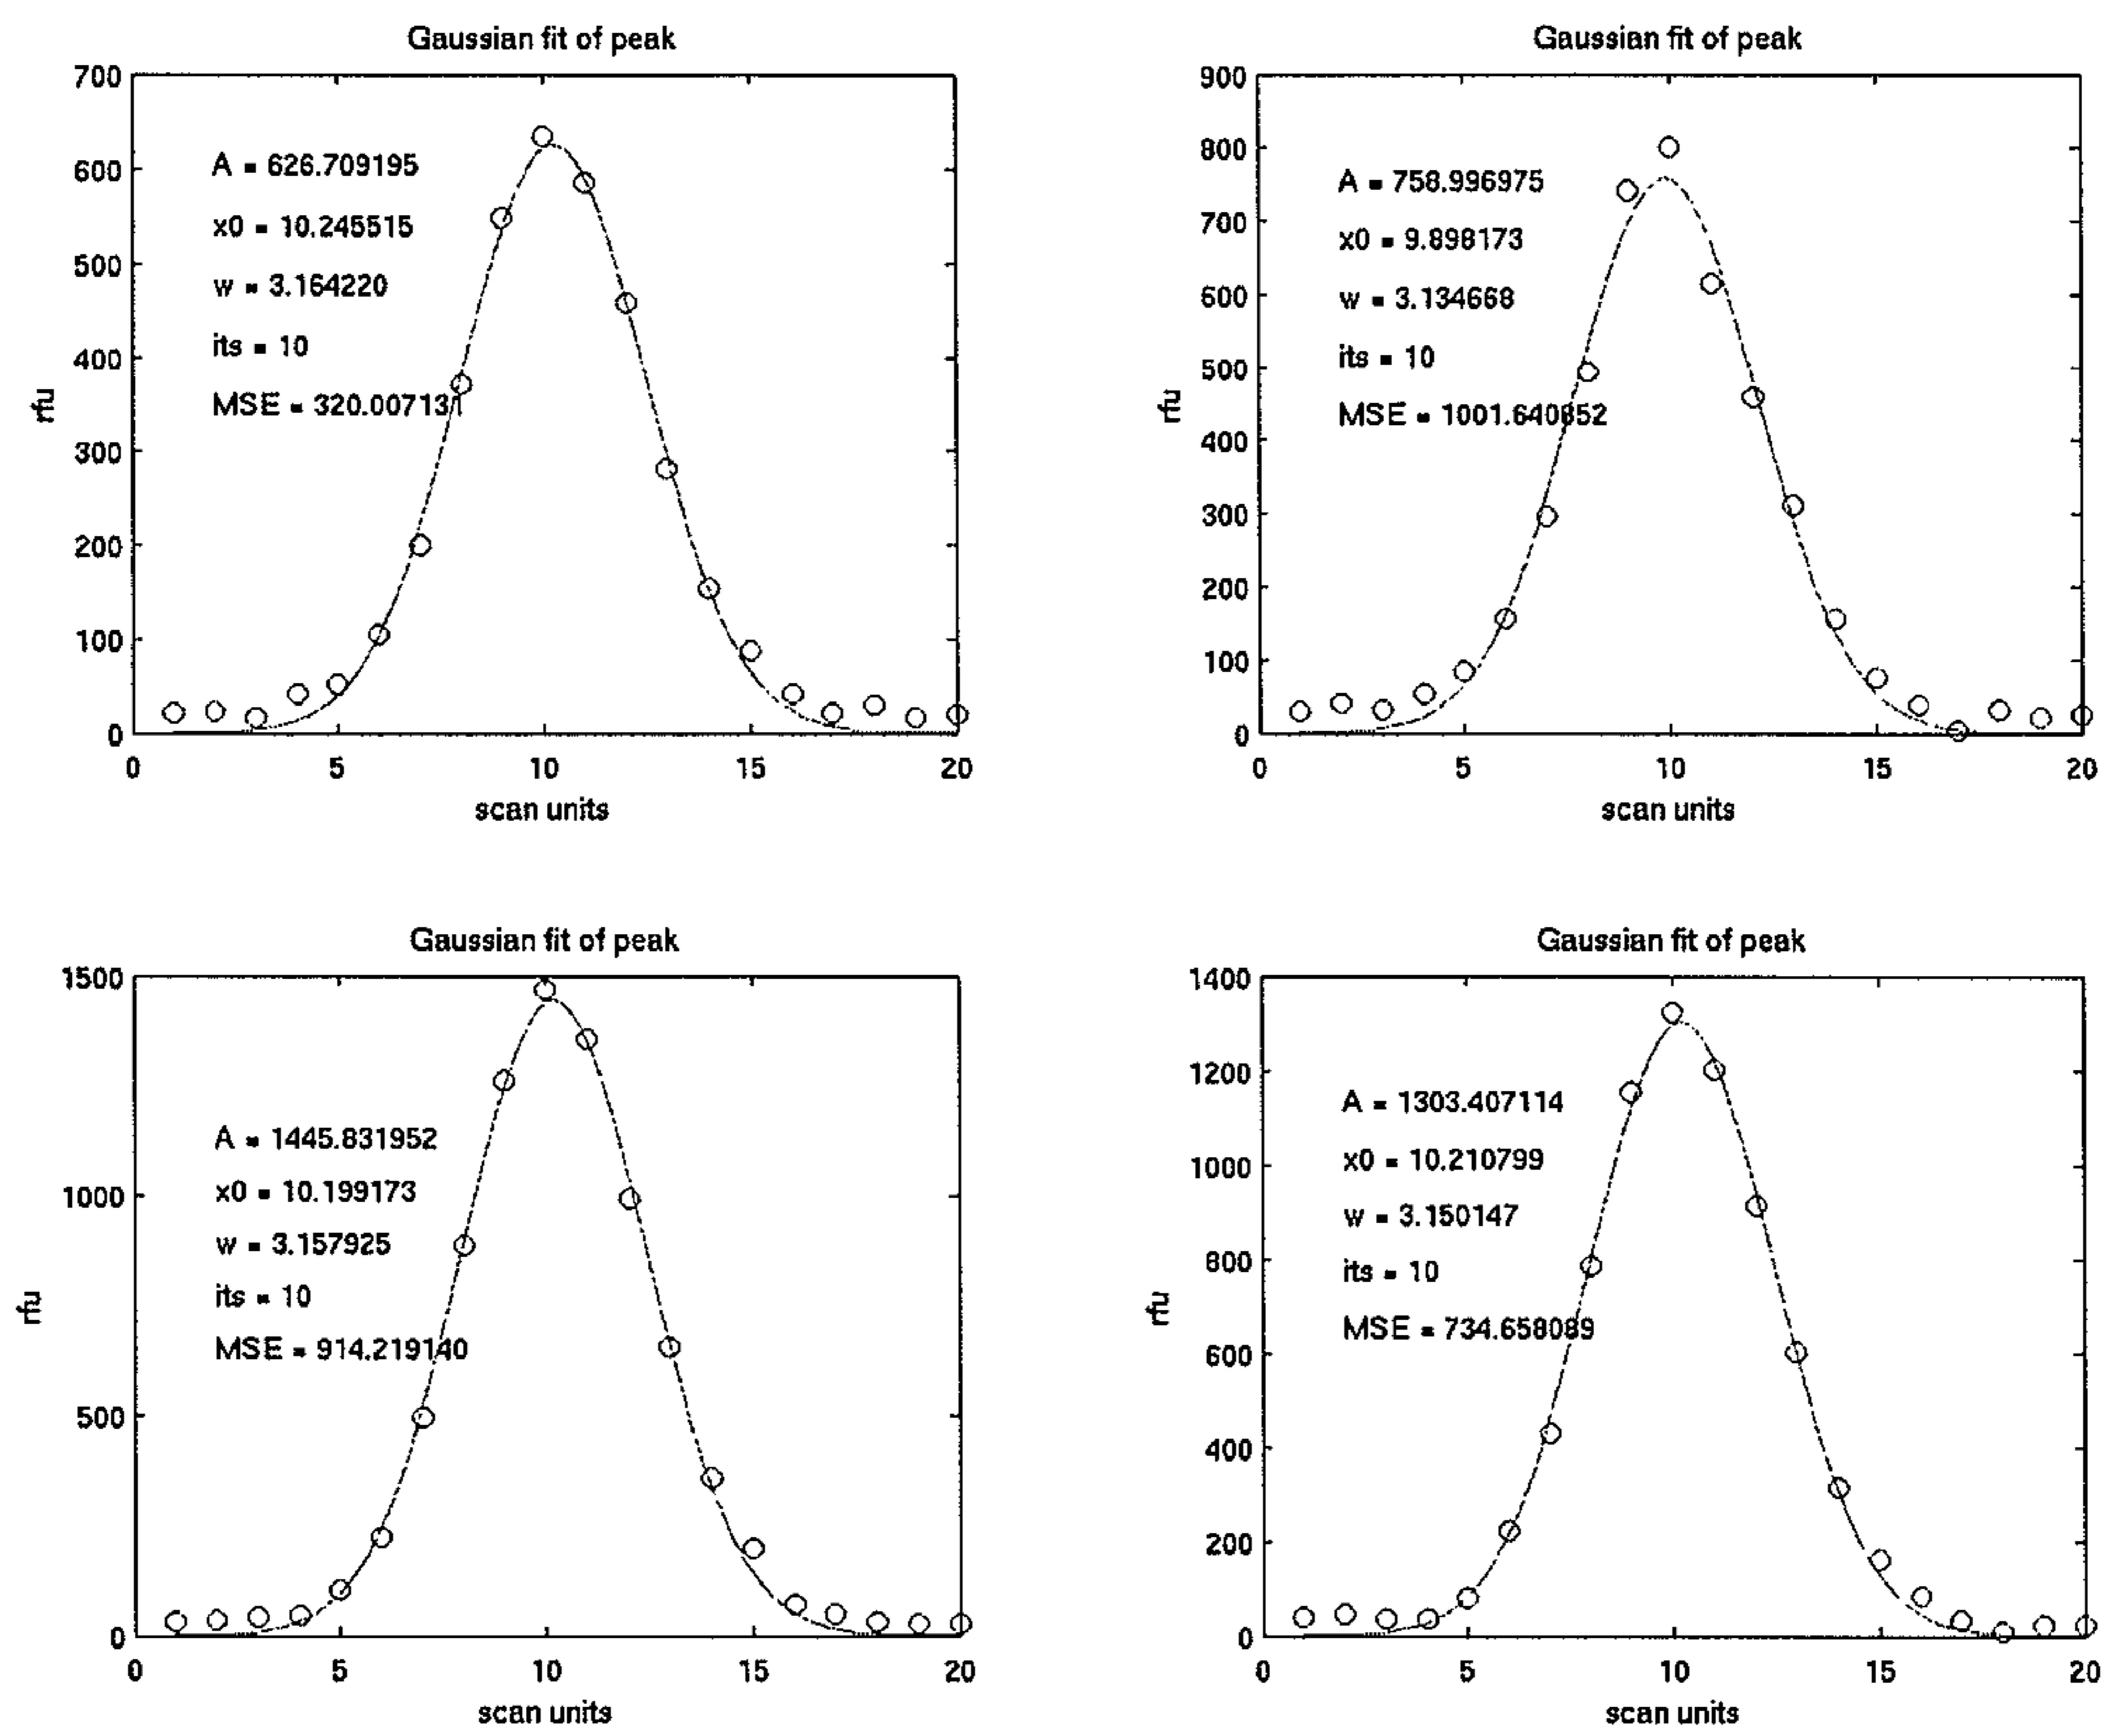 Gaussian fit of peak
700
600
500
400
300
200
100
0
rfu
A = 626.709195
x0 = 10.245515
w = 3.164220
its = 10
MSE = 320.00713
0 5 10 15 20
scan units
Gaussian fit of peak
900
800
700
600
500
400
300
200
100
0
rfu
A = 758.996975
x0 = 9.898173
w = 3.134668
its = 10
MSE = 1001.640852
0 5 10 15 20
scan units
Gaussian fit of peak
1500
1000
500
0
rfu
A = 1445.831952
x0 = 10.199173
w = 3.157925
its = 10
MSE = 914.219140
0 5 10 15 20
scan units
Gaussian fit of peak
1400
1200
1000
800
600
400
200
0
rfu
A = 1303.407114
x0 = 10.210799
w = 3.150147
its = 10
MSE = 734.658089
0 5 10 15 20
scan units